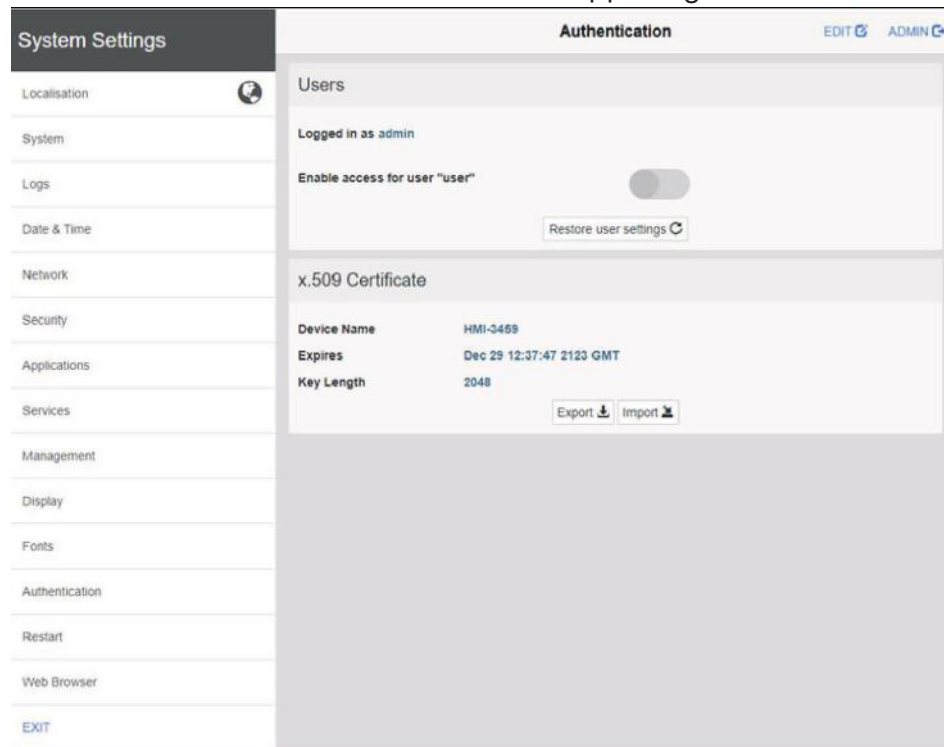 System Settings
Localisation
System
Logs
Date & Time
Network
Security
Applications
Services
Management
Display
Fonts
Authentication
Restart
Web Browser
EXIT
Authentication
EDIT
ADMIN
Users
Logged in as admin
Enable access for user "user"
Restore user settings
x.509 Certificate
Device Name HMI-3459
Expires Dec 29 12:37:47 2123 GMT
Key Length 2048
Export Import